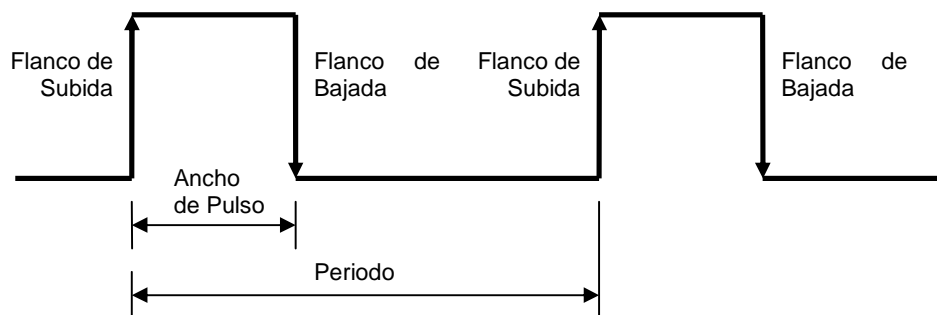 Flanco de
Subida
Flanco de
Bajada
Flanco de
Subida
Flanco de
Bajada
Ancho
de Pulso
Periodo